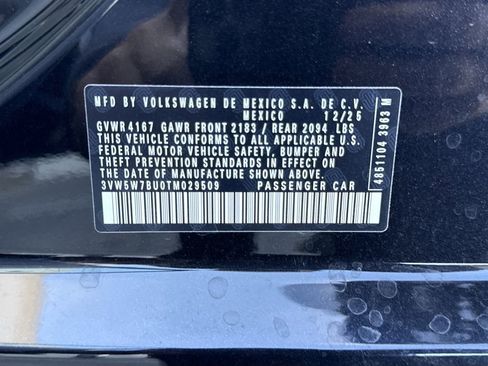 MFD BY VOLKSWAGEN DE MEXICO S.A. DE C.V.
MEXICO 12/25
GVWR 4167 GAWR FRONT 2183 / REAR 2094 LBS
THIS VEHICLE CONFORMS TO ALL APPLICABLE U.S.
FEDERAL MOTOR VEHICLE SAFETY, BUMPER AND
THEFT PREVENTION STANDARDS IN EFFECT ON THE
DATE OF MANUFACTURE SHOWN ABOVE.
3VW5W7BU0TM029509 PASSENGER CAR
4851104 3963 M